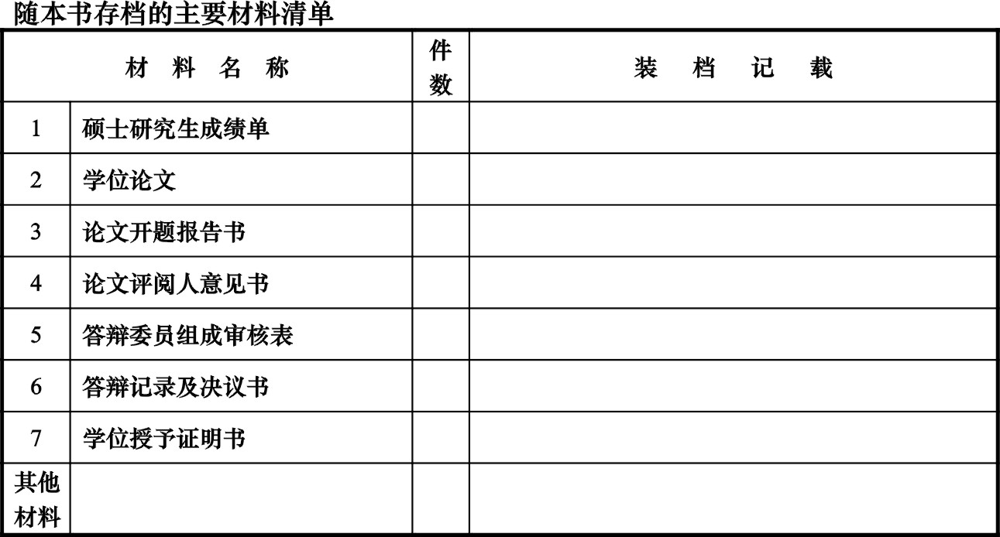 随本书存档的主要材料清单
材 料 名 称 件数 装 档 记 载
1 硕士研究生成绩单
2 学位论文
3 论文开题报告书
4 论文评阅人意见书
5 答辩委员组成审核表
6 答辩记录及决议书
7 学位授予证明书
其他
材料